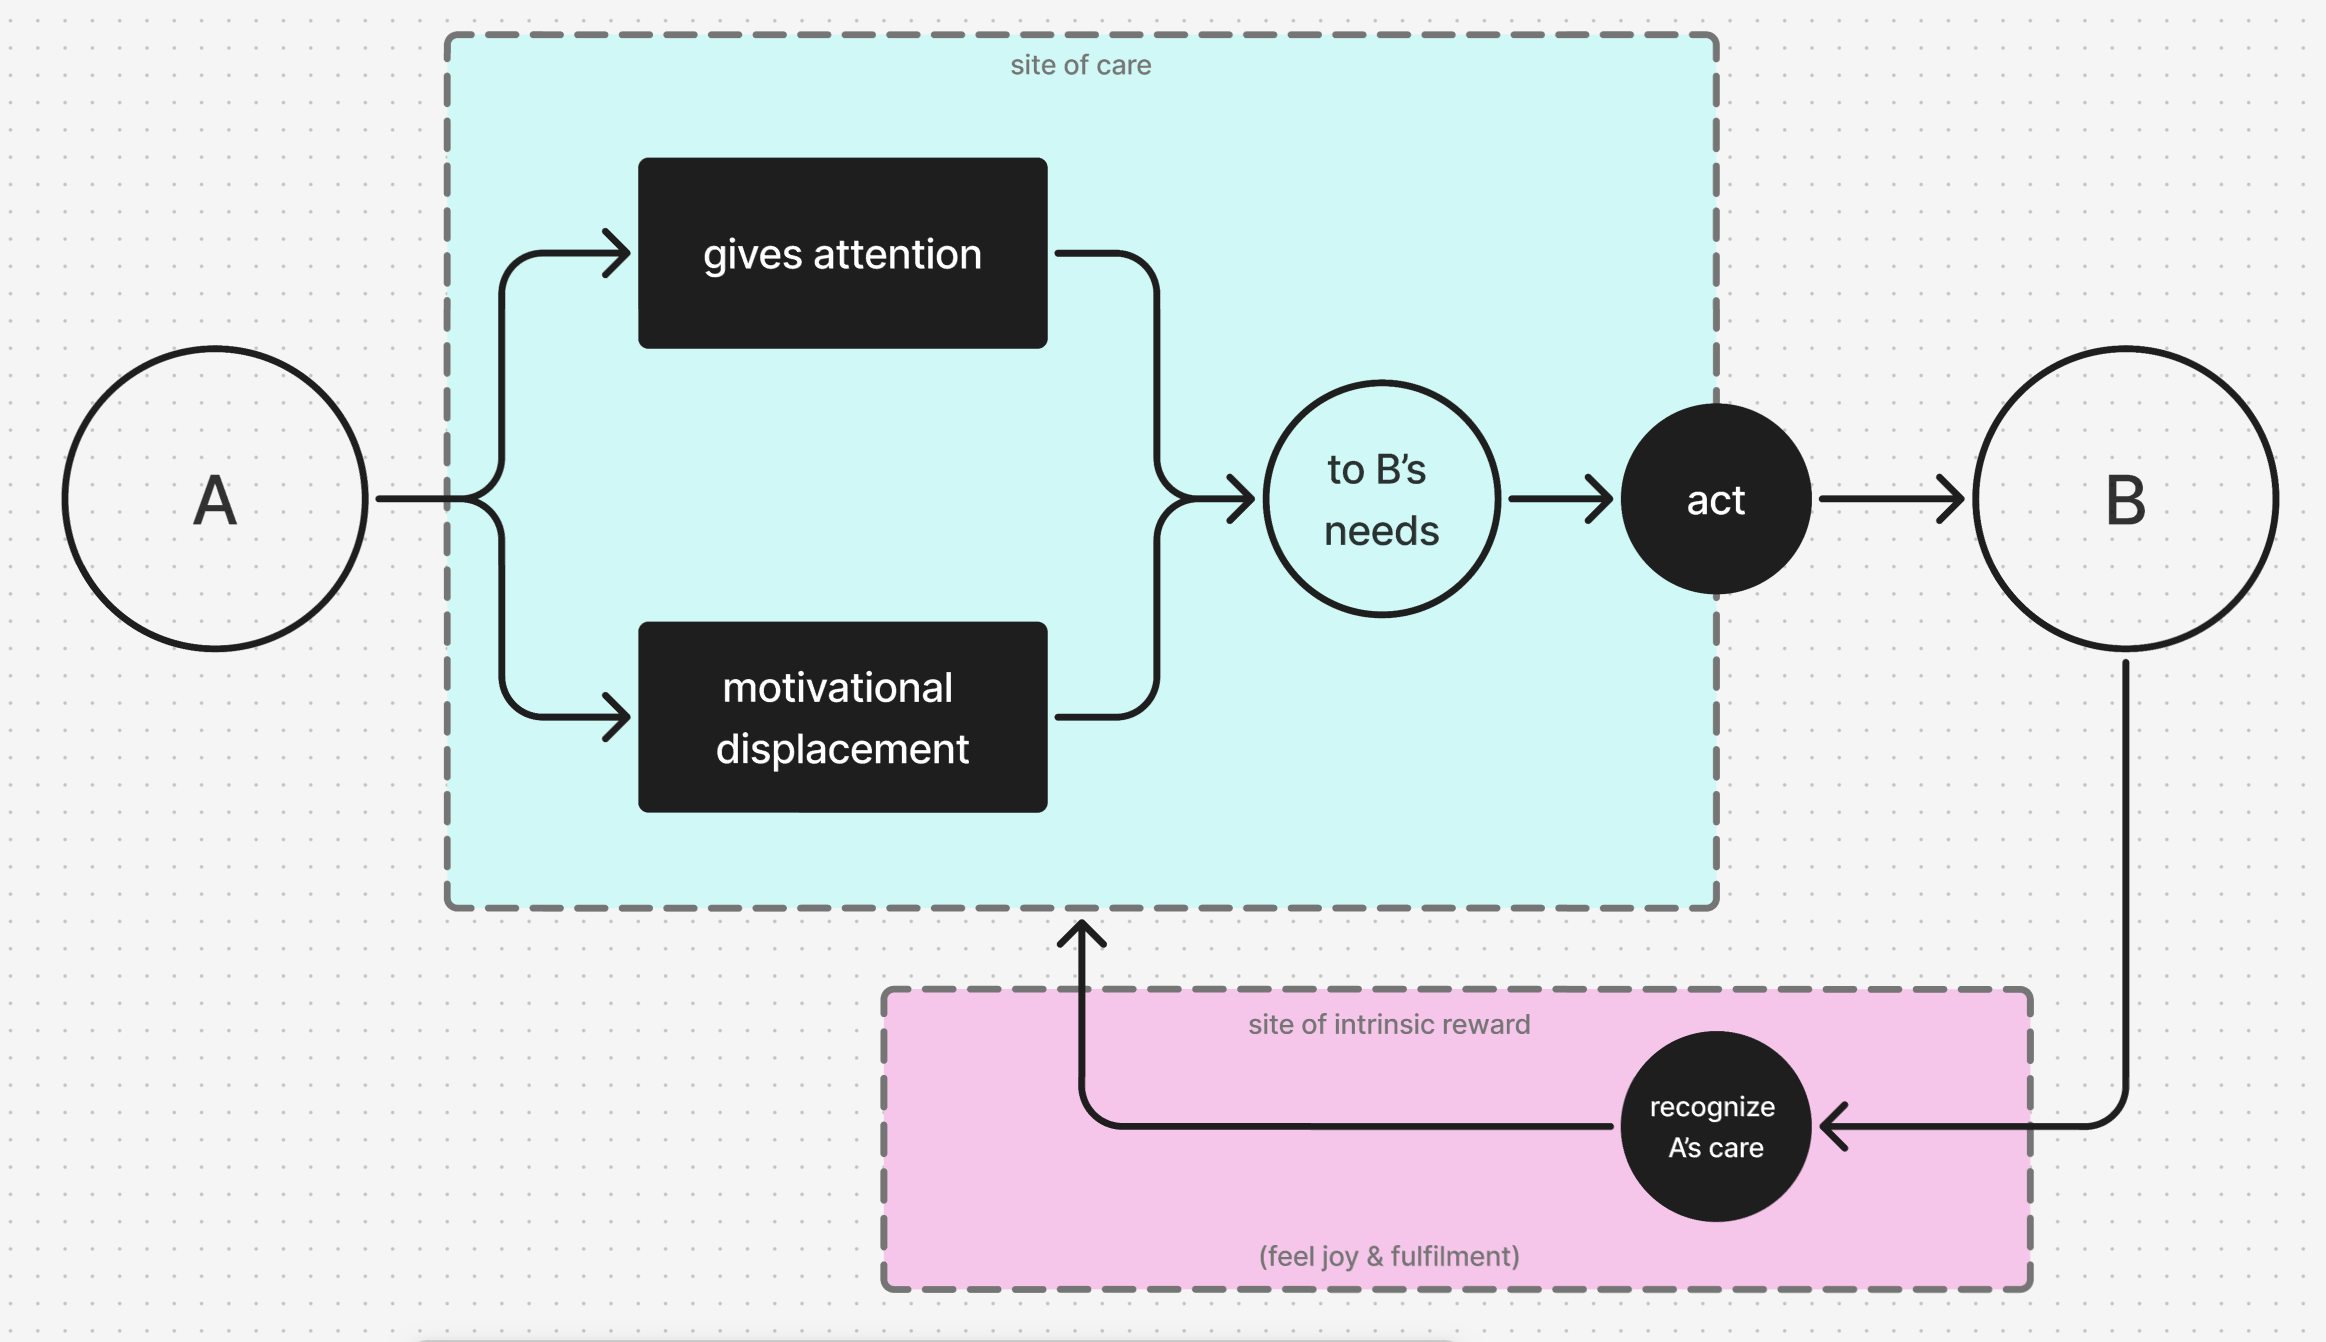 site of care
gives attention
A
to B’s
needs
act
B
motivational
displacement
site of intrinsic reward
recognize
A’s care
(feel joy & fulfilment)